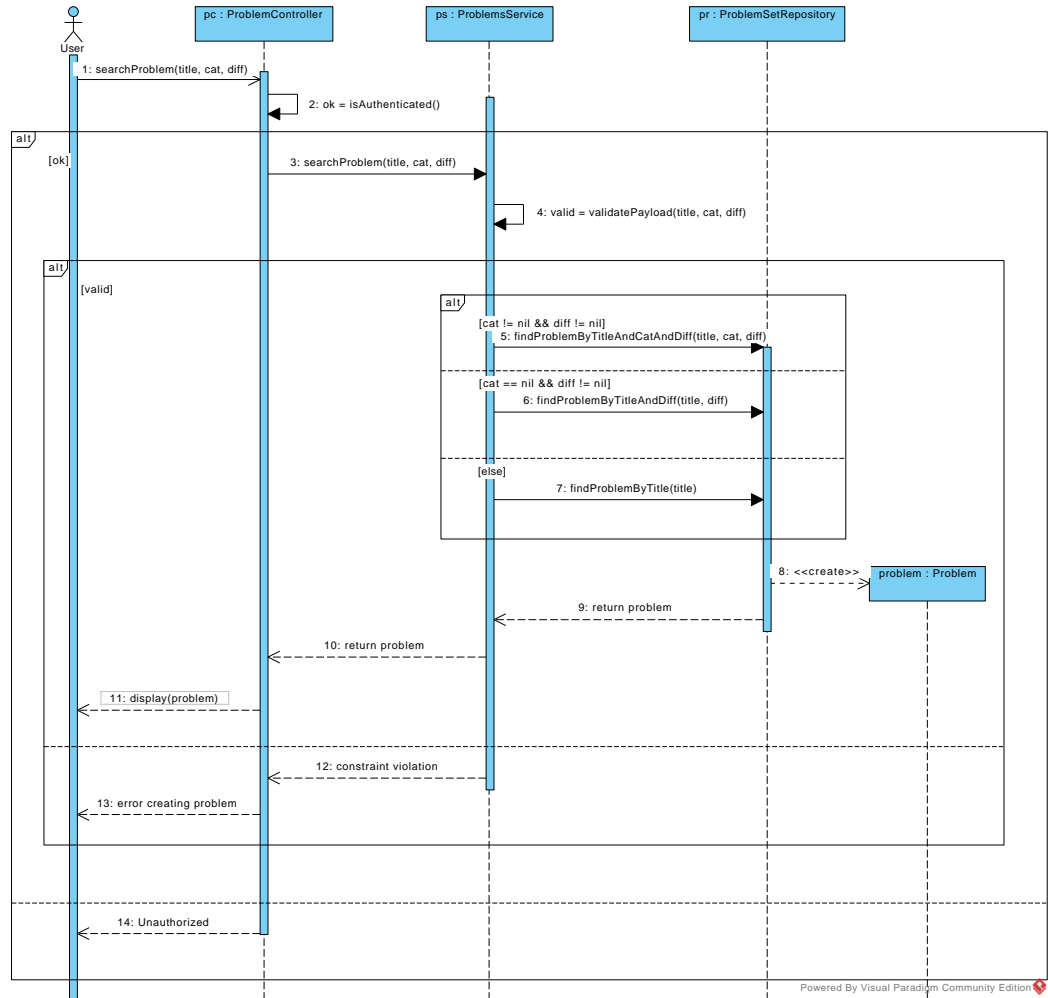 pc : ProblemController
ps : ProblemsService
pr : ProblemSetRepository
User
1: searchProblem(title, cat, diff)
2: ok = isAuthenticated()
alt
[ok]
3: searchProblem(title, cat, diff)
4: valid = validatePayload(title, cat, diff)
alt
[valid]
alt
[cat != nil && diff != nil]
5: findProblemByTitleAndCatAndDiff(title, cat, diff)
[cat == nil && diff != nil]
6: findProblemByTitleAndDiff(title, diff)
[else]
7: findProblemByTitle(title)
8: <<create>>
problem : Problem
9: return problem
10: return problem
11: display(problem)
12: constraint violation
13: error creating problem
14: Unauthorized
Powered By Visual Paradigm Community Edition